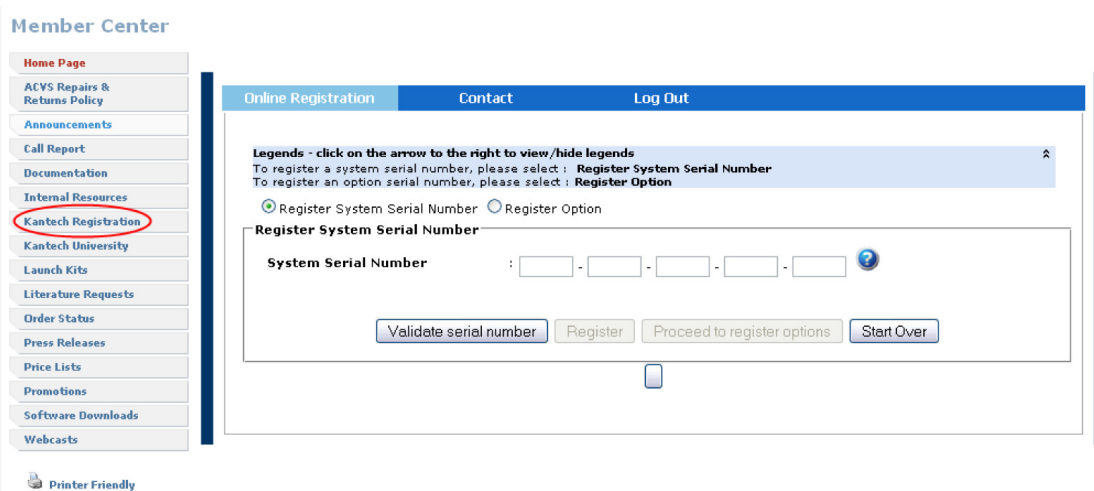 Member Center
Home Page
ACVS Repairs &
Returns Policy
Announcements
Call Report
Documentation
Internal Resources
Kantech Registration
Kantech University
Launch Kits
Literature Requests
Order Status
Press Releases
Price Lists
Promotions
Software Downloads
Webcasts
Printer Friendly
Online Registration Contact Log Out
Legends - click on the arrow to the right to view/hide legends
To register a system serial number, please select : Register System Serial Number
To register an option serial number, please select : Register Option
Register System Serial Number Register Option
Register System Serial Number
System Serial Number : - - - - ?
Validate serial number Register Proceed to register options Start Over